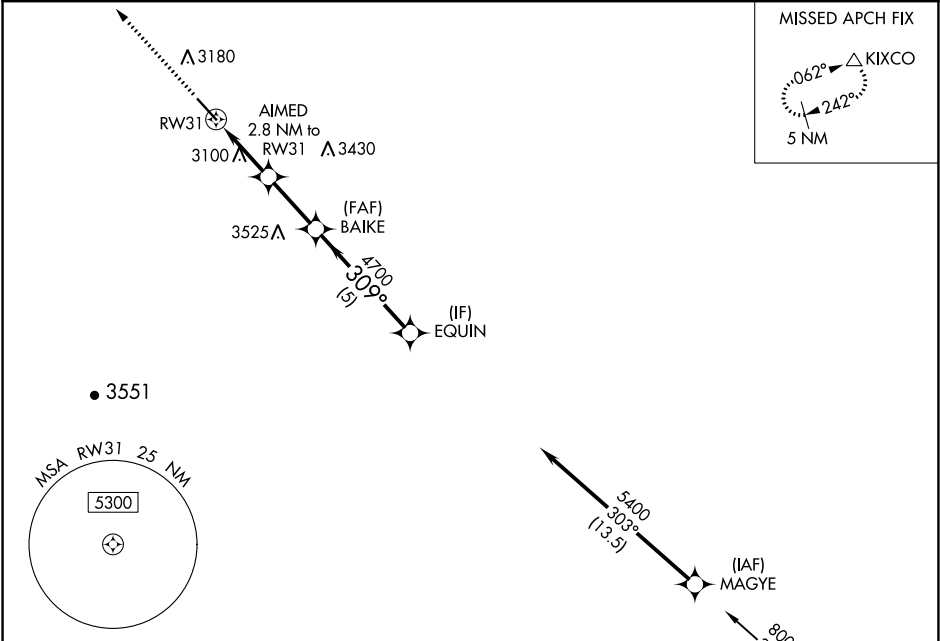 MISSED APCH FIX
KIXCO
062°
242°
5 NM
3180
RW31
AIMED
2.8 NM to
RW31
3100
3430
(FAF)
BAIKE
3525
4700
309°
(5)
(IF)
EQUIN
3551
MSA RW31 25 NM
5300
5400
303°
(13.5)
(IAF)
MAGYE
800